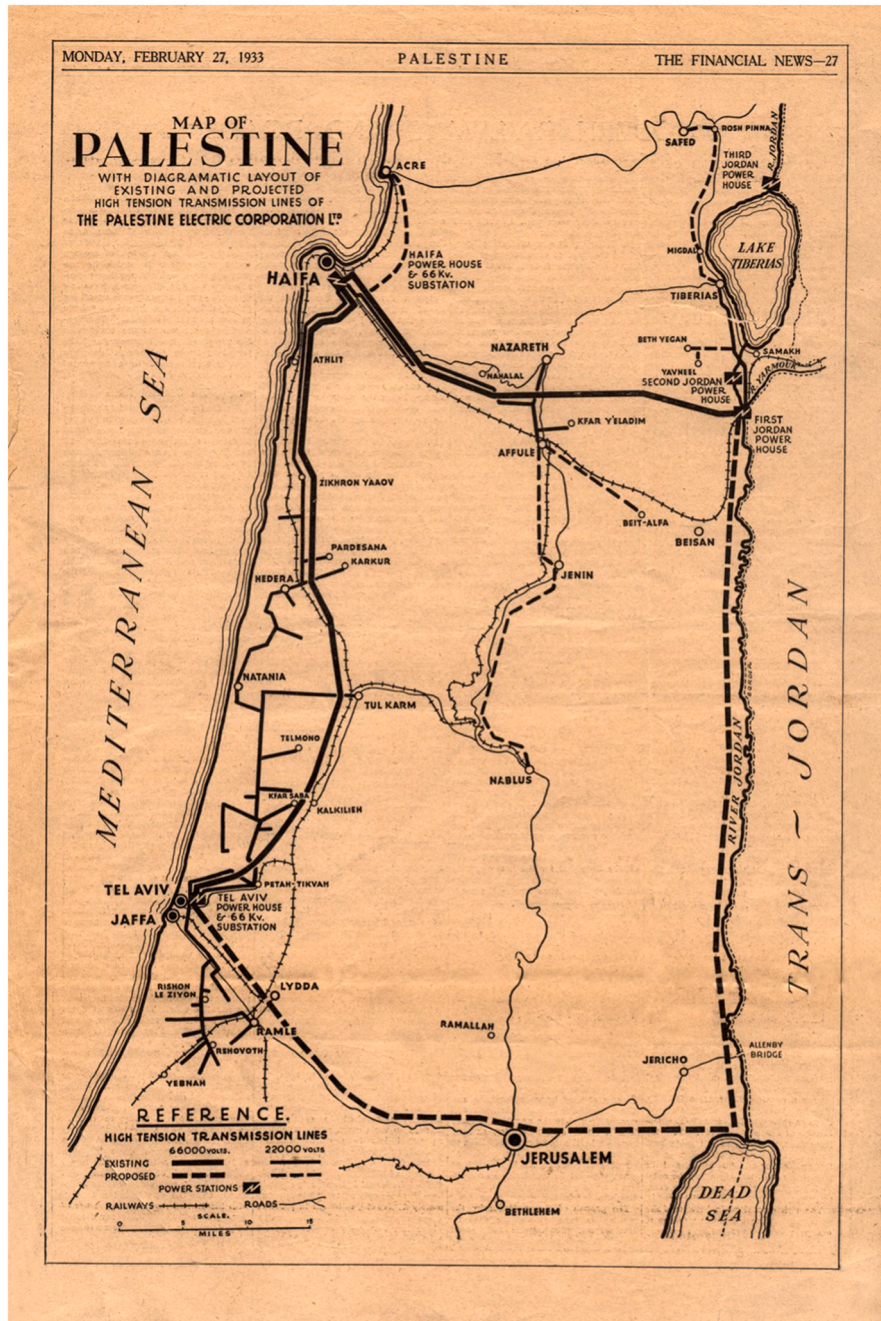 MONDAY, FEBRUARY 27, 1933
PALESTINE
THE FINANCIAL NEWS—27
MAP OF
PALESTINE
WITH DIAGRAMATIC LAYOUT OF
EXISTING AND PROJECTED
HIGH TENSION TRANSMISSION LINES OF
THE PALESTINE ELECTRIC CORPORATION LTD
ACRE
SAFED
ROSH PINNA
THIRD
JORDAN
POWER
HOUSE
R. JORDAN
HAIFA
HAIFA
POWER HOUSE
& 66 Kv.
SUBSTATION
MIGDAL
LAKE
TIBERIAS
TIBERIAS
ATHLIT
NAZARETH
NAHALAL
BETH YEGAN
YAVNEEL
SAMAKH
R. YARMOUK
SECOND JORDAN
POWER
HOUSE
FIRST
JORDAN
POWER
HOUSE
KFAR Y'ELADIM
AFFULE
ZIKHRON YAAOV
BEIT-ALFA
BEISAN
MEDITERRANEAN SEA
PARDESANA
KARKUR
HEDERA
JENIN
NATANIA
TUL KARM
TELMONO
NABLUS
KFAR SABA
KALKILIEH
RIVER JORDAN
TRANS ~ JORDAN
TEL AVIV
JAFFA
PETAH-TIKVAH
TEL AVIV
POWER HOUSE
& 66 Kv.
SUBSTATION
RISHON
LE ZIYON
LYDDA
RAMLE
REHOVOTH
YEBNAH
RAMALLAH
JERICHO
ALLENBY
BRIDGE
JERUSALEM
BETHLEHEM
DEAD
SEA
REFERENCE.
HIGH TENSION TRANSMISSION LINES
66000 VOLTS. 22000 VOLTS
EXISTING
PROPOSED
POWER STATIONS
RAILWAYS ROADS
SCALE.
0 5 10 15
MILES